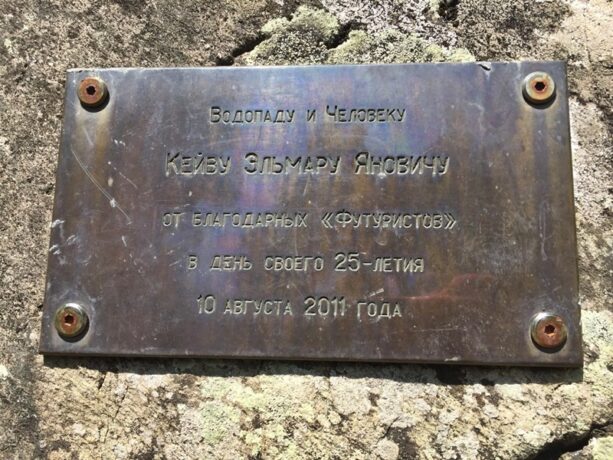 Водопаду и Человеку
Кейву Эльмару Яновичу
от благодарных «Футуристов»
в день своего 25-летия
10 августа 2011 года